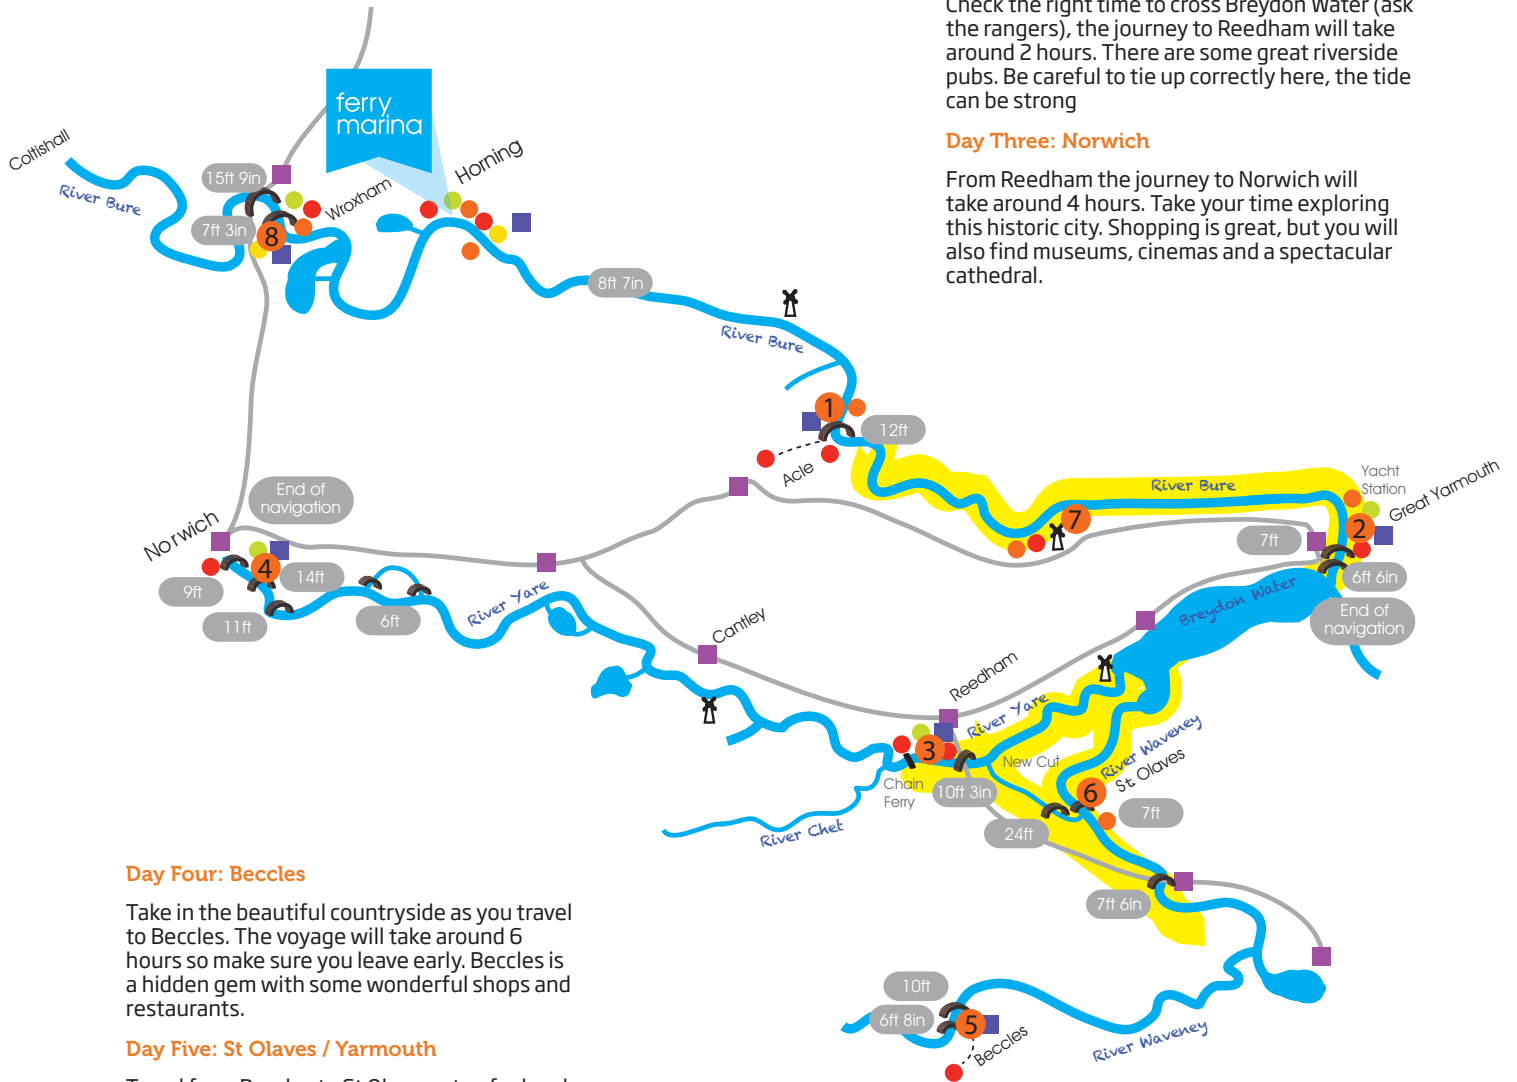 Check the right time to cross Breydon Water (ask
the rangers), the journey to Reedham will take
around 2 hours. There are some great riverside
pubs. Be careful to tie up correctly here, the tide
can be strong
Day Three: Norwich
From Reedham the journey to Norwich will
take around 4 hours. Take your time exploring
this historic city. Shopping is great, but you will
also find museums, cinemas and a spectacular
cathedral.
ferry
marina
Coltishall
River Bure
15ft 9in
7ft 3in
8
Wroxham
Horning
8ft 7in
River Bure
1
12ft
Acle
River Bure
7
Yacht
Station
Great Yarmouth
2
7ft
6ft 6in
End of
navigation
Breydon Water
End of
navigation
Norwich
4
14ft
9ft
11ft
6ft
River Yare
Cantley
Reedham
River Yare
3
New Cut
Chain
Ferry
10ft 3in
River Chet
River Waveney
St. Olaves
6
7ft
24ft
7ft 6in
10ft
6ft 8in
5
Beccles
River Waveney
Day Four: Beccles
Take in the beautiful countryside as you travel
to Beccles. The voyage will take around 6
hours so make sure you leave early. Beccles is
a hidden gem with some wonderful shops and
restaurants.
Day Five: St Olaves / Yarmouth